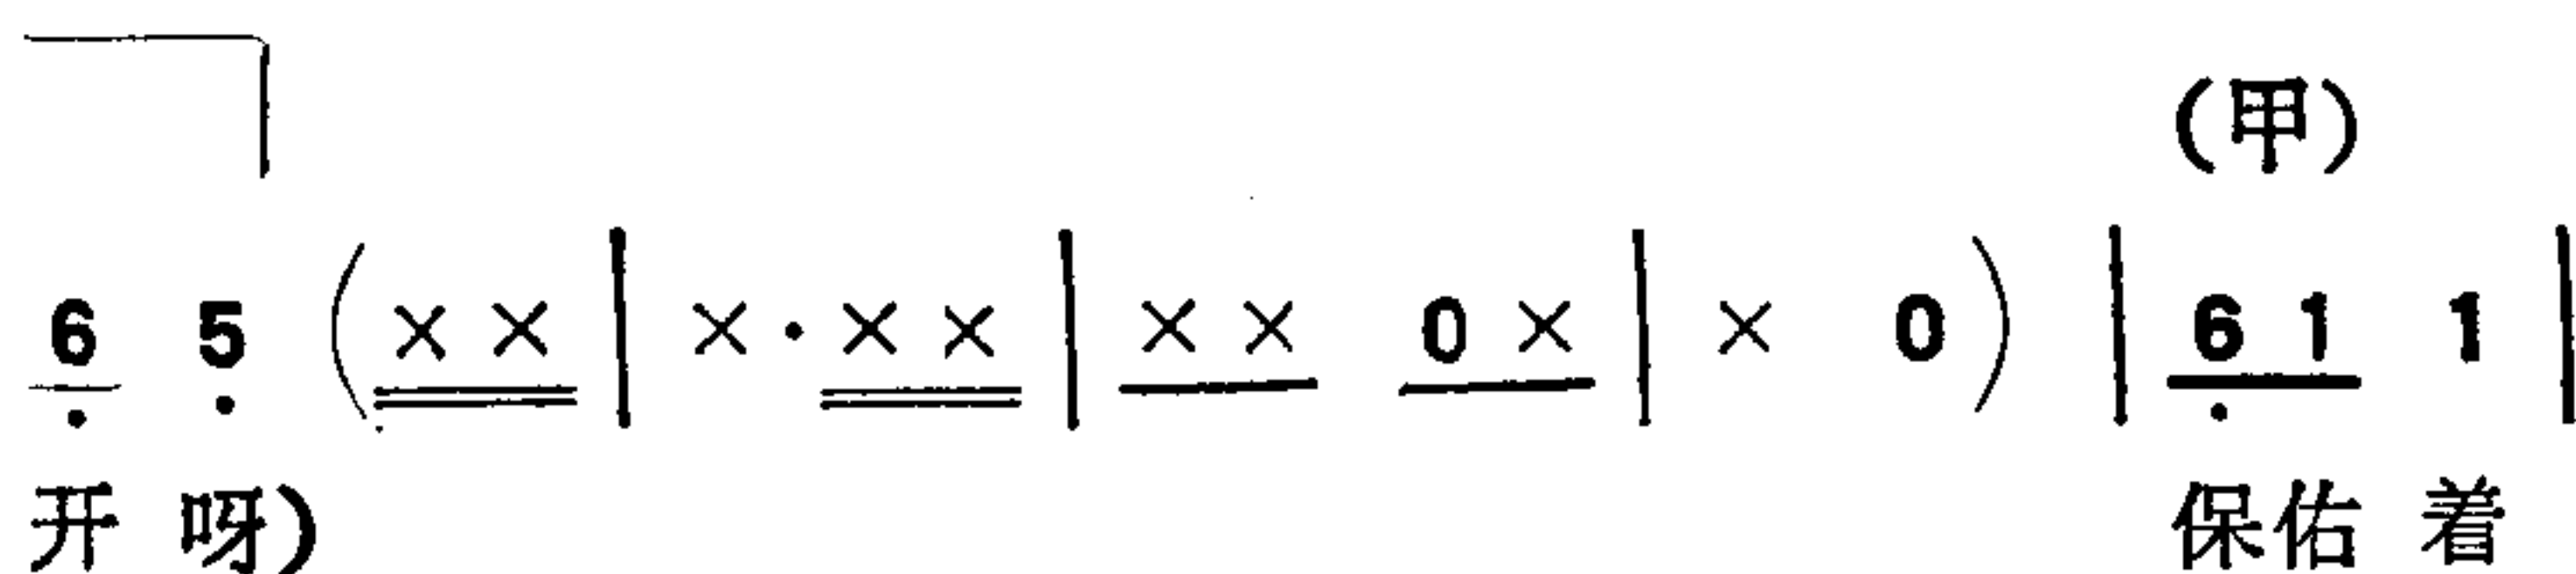 (甲)
6 5 (× × | × · × × | × × 0 × | × 0) | 6 1 1 |
开 呀) 保佑 着